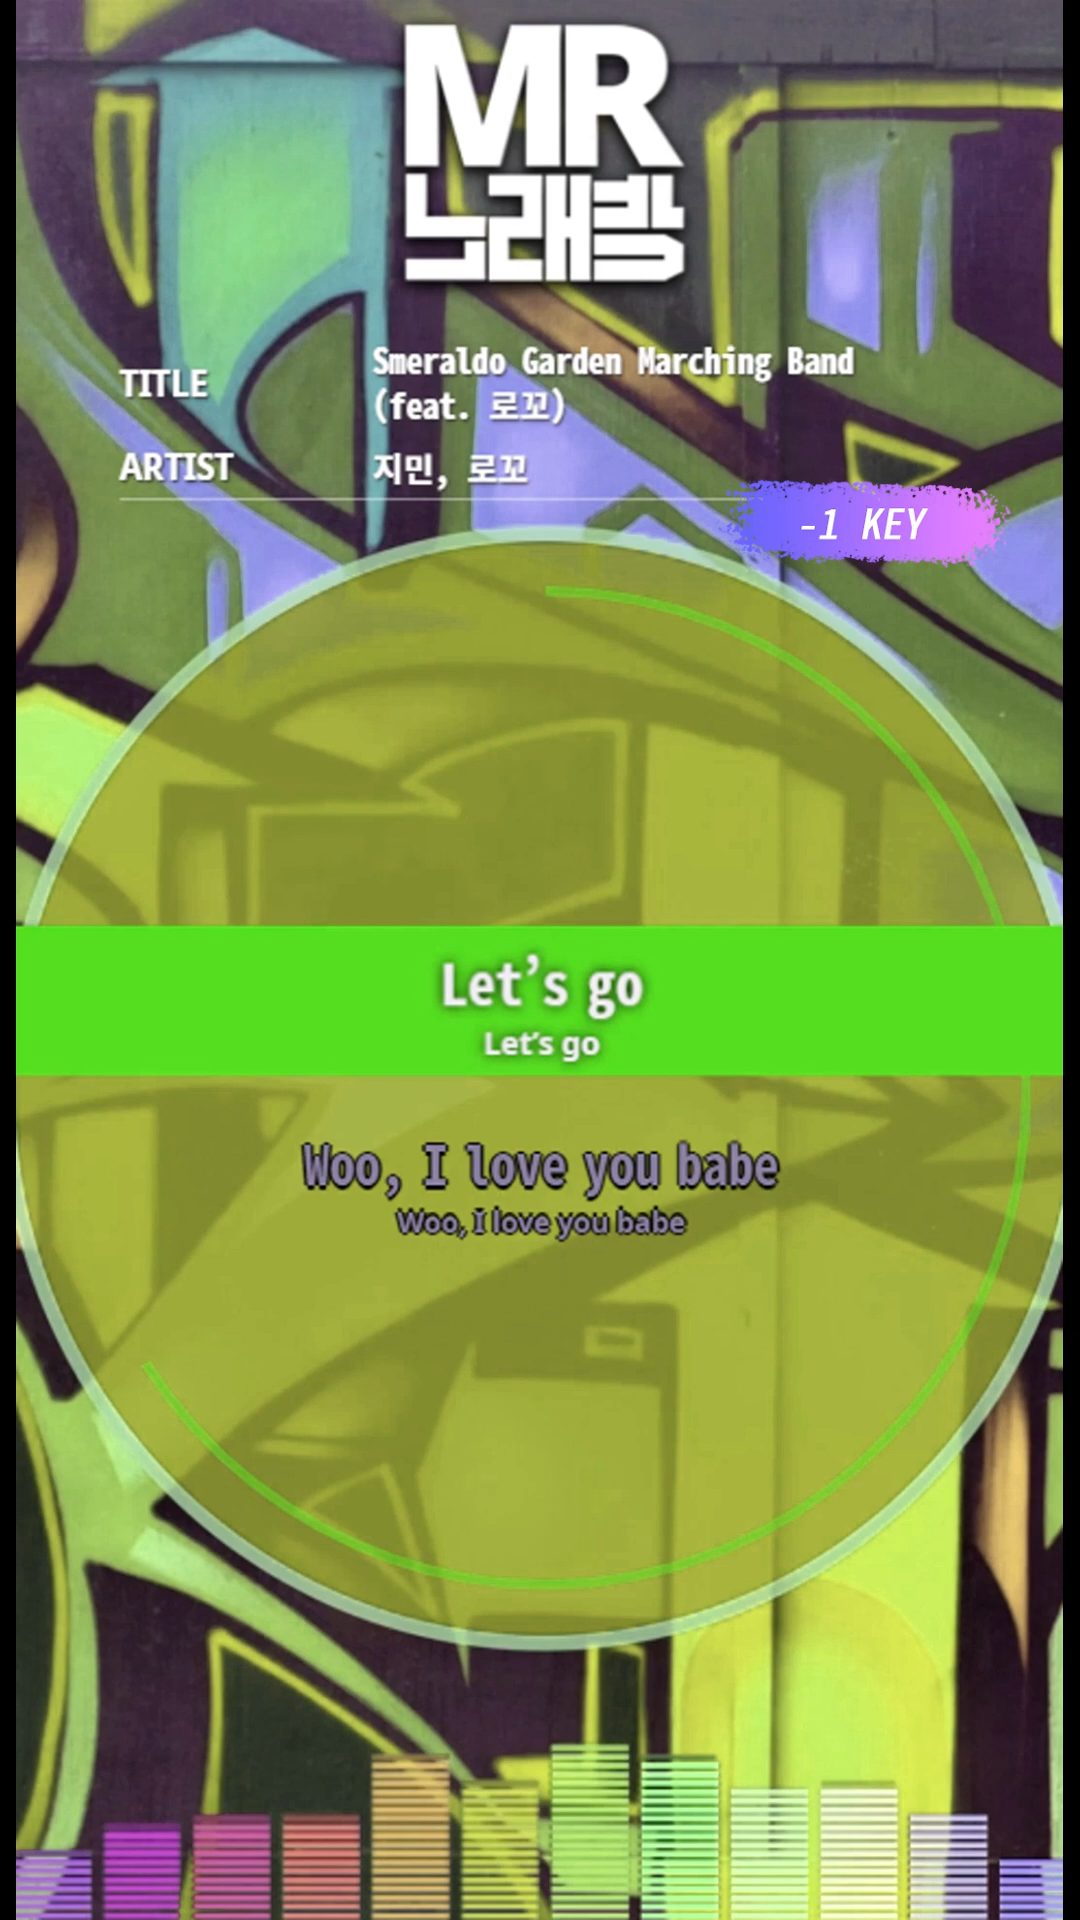 MR
노래방
TITLE
Smeraldo Garden Marching Band
(feat. 로꼬)
ARTIST
지민, 로꼬
-1 KEY
Let’s go
Let’s go
Woo, I love you babe
Woo, I love you babe